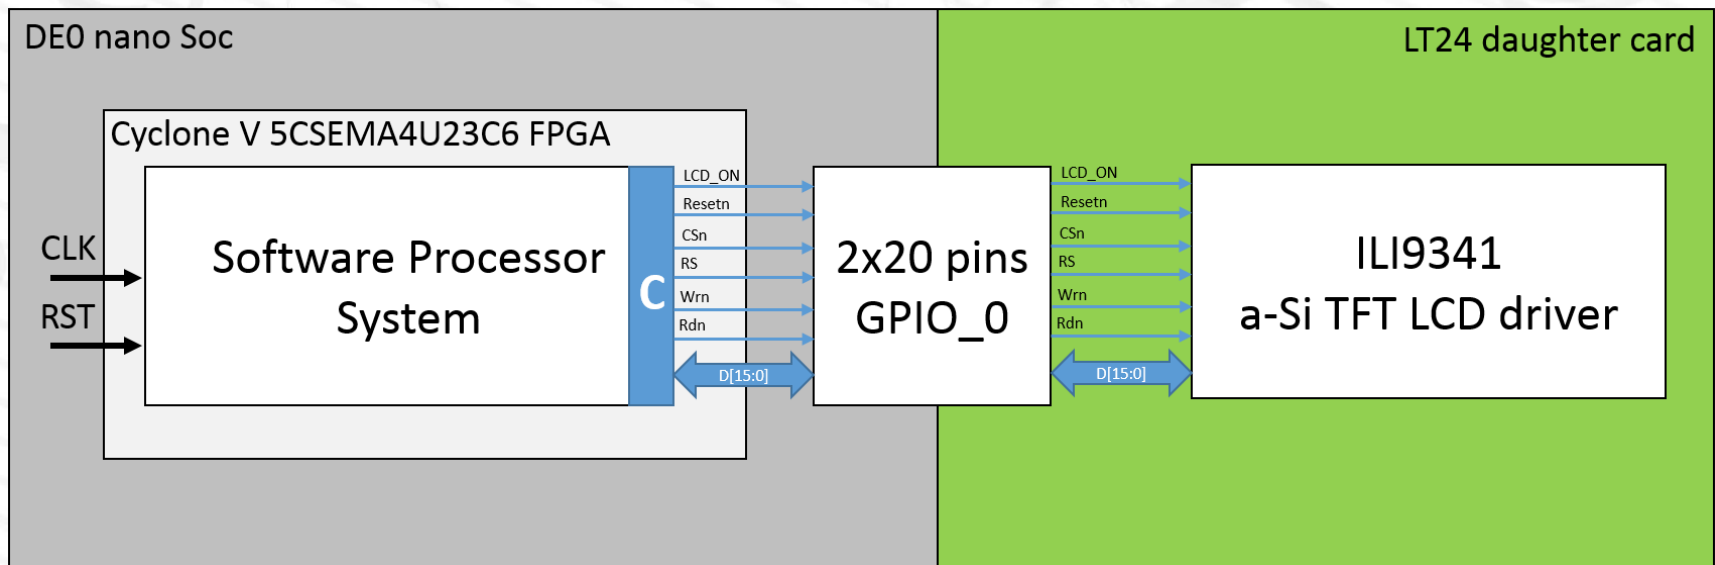 DE0 nano Soc
LT24 daughter card
Cyclone V 5CSEMA4U23C6 FPGA
CLK
RST
Software Processor
System
C
LCD_ON
Resetn
CSn
RS
Wrn
Rdn
D[15:0]
2x20 pins
GPIO_0
LCD_ON
Resetn
CSn
RS
Wrn
Rdn
D[15:0]
ILI9341
a-Si TFT LCD driver